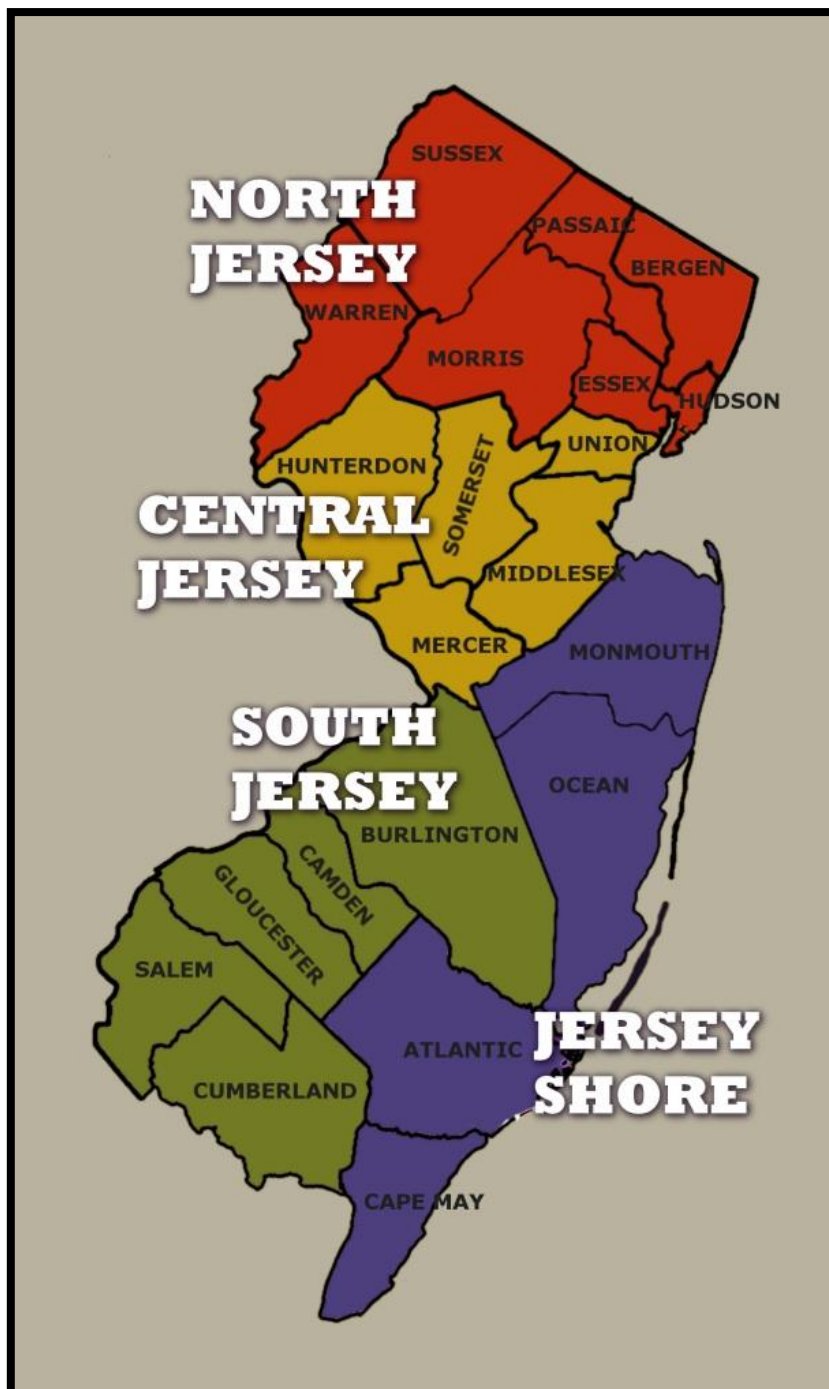 SUSSEX
NORTH
JERSEY
PASSAIC
BERGEN
WARREN
MORRIS
ESSEX
HUDSON
UNION
HUNTERDON
SOMERSET
CENTRAL
JERSEY
MIDDLESEX
MERCER
MONMOUTH
SOUTH
JERSEY
OCEAN
BURLINGTON
CAMDEN
GLOUCESTER
SALEM
JERSEY
SHORE
ATLANTIC
CUMBERLAND
CAPE MAY